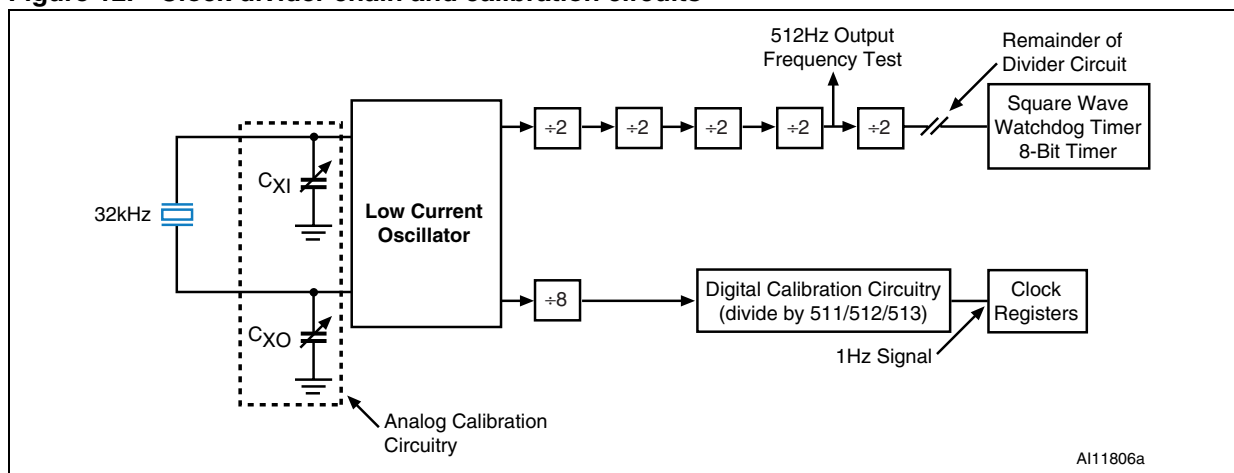 Figure 12. Clock divider chain and calibration circuits
512Hz Output
Frequency Test
Remainder of
Divider Circuit
÷2
÷2
÷2
÷2
÷2
Square Wave
Watchdog Timer
8-Bit Timer
CXI
32kHz
Low Current
Oscillator
÷8
Digital Calibration Circuitry
(divide by 511/512/513)
Clock
Registers
CXO
1Hz Signal
Analog Calibration
Circuitry
AI11806a